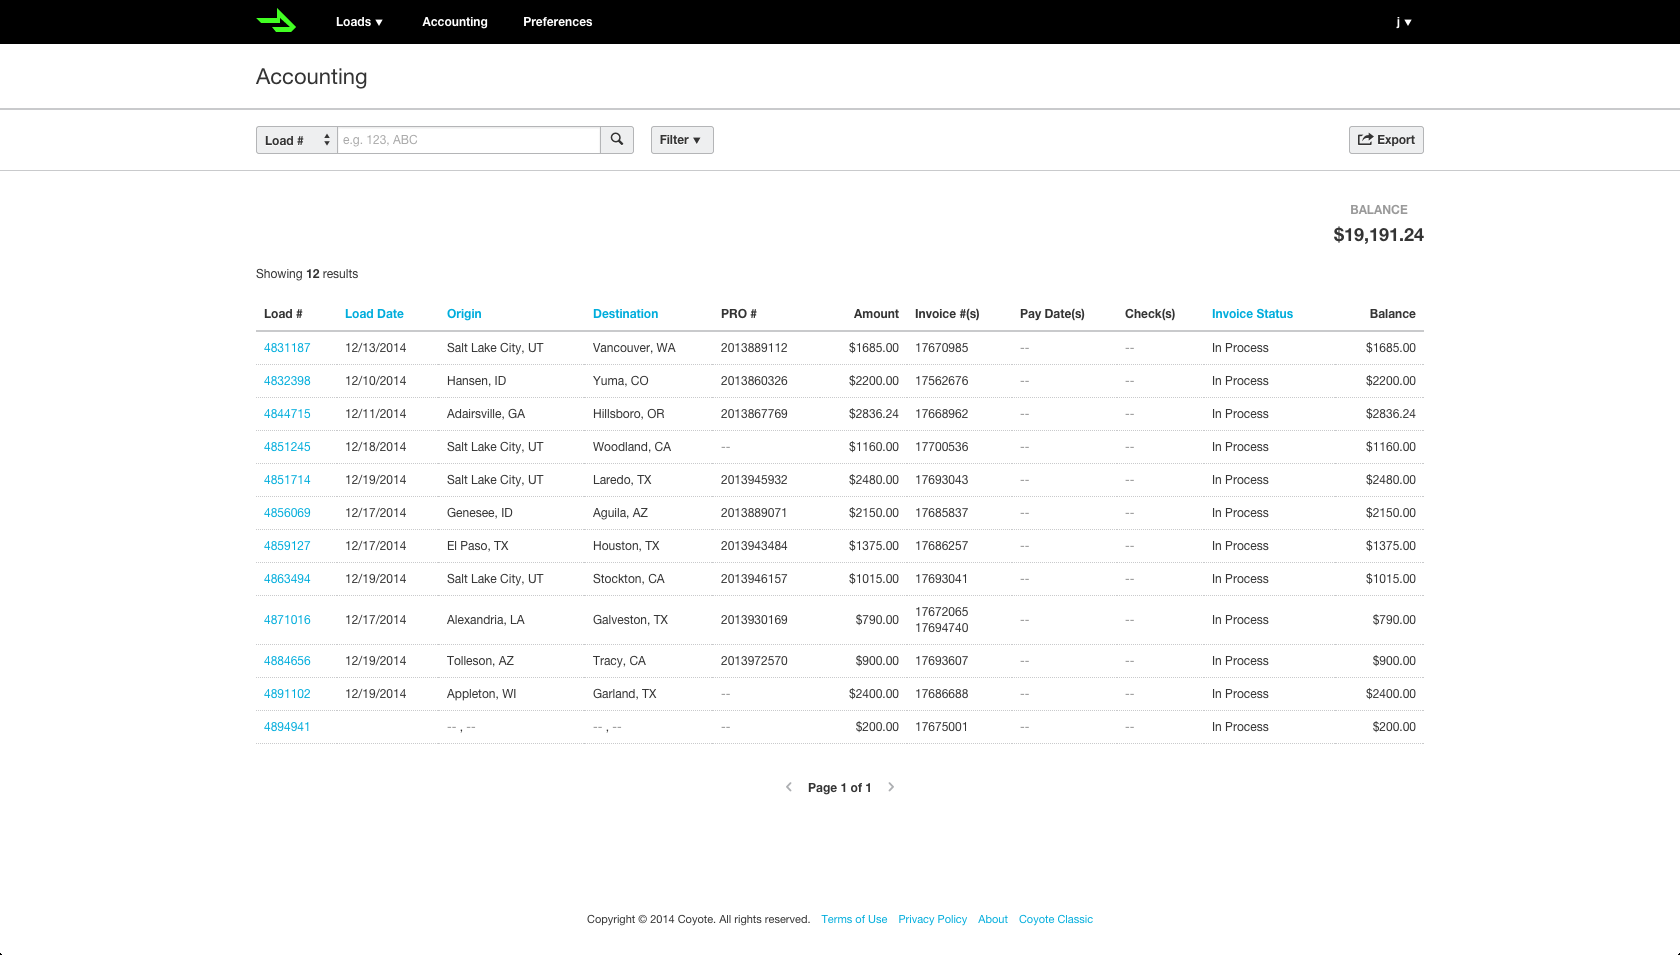 Loads ▼ Accounting Preferences j ▼
Accounting
Load # e.g. 123, ABC Filter ▼ Export
BALANCE
$19,191.24
Showing 12 results
Load # Load Date Origin Destination PRO # Amount Invoice #(s) Pay Date(s) Check(s) Invoice Status Balance
4831187 12/13/2014 Salt Lake City, UT Vancouver, WA 2013889112 $1685.00 17670985 -- -- In Process $1685.00
4832398 12/10/2014 Hansen, ID Yuma, CO 2013860326 $2200.00 17562676 -- -- In Process $2200.00
4844715 12/11/2014 Adairsville, GA Hillsboro, OR 2013867769 $2836.24 17668962 -- -- In Process $2836.24
4851245 12/18/2014 Salt Lake City, UT Woodland, CA -- $1160.00 17700536 -- -- In Process $1160.00
4851714 12/19/2014 Salt Lake City, UT Laredo, TX 2013945932 $2480.00 17693043 -- -- In Process $2480.00
4856069 12/17/2014 Genesee, ID Aguila, AZ 2013889071 $2150.00 17685837 -- -- In Process $2150.00
4859127 12/17/2014 El Paso, TX Houston, TX 2013943484 $1375.00 17686257 -- -- In Process $1375.00
4863494 12/19/2014 Salt Lake City, UT Stockton, CA 2013946157 $1015.00 17693041 -- -- In Process $1015.00
4871016 12/17/2014 Alexandria, LA Galveston, TX 2013930169 $790.00 17672065 -- -- In Process $790.00
17694740
4884656 12/19/2014 Tolleson, AZ Tracy, CA 2013972570 $900.00 17693607 -- -- In Process $900.00
4891102 12/19/2014 Appleton, WI Garland, TX -- $2400.00 17686688 -- -- In Process $2400.00
4894941 -- , -- -- , -- -- $200.00 17675001 -- -- In Process $200.00
Page 1 of 1
Copyright © 2014 Coyote. All rights reserved. Terms of Use Privacy Policy About Coyote Classic